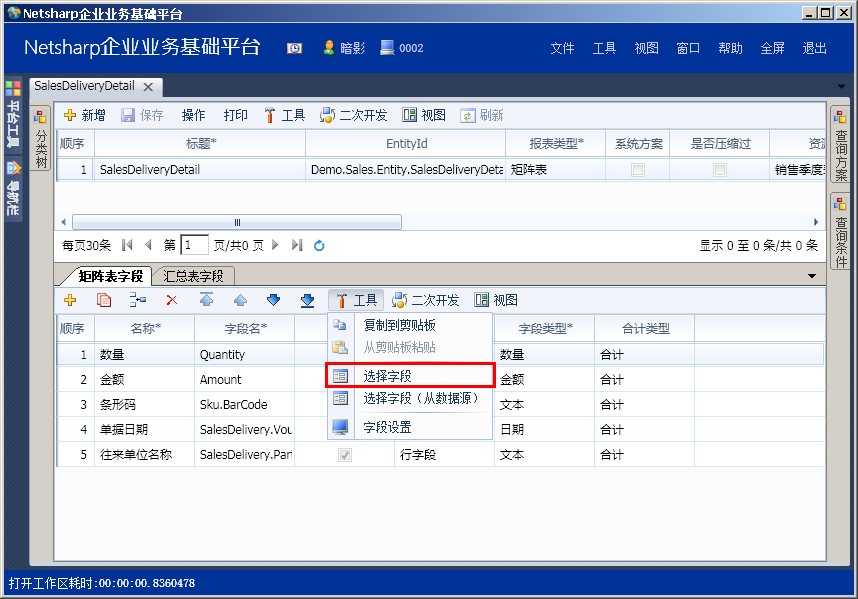 Netsharp企业业务基础平台
Netsharp企业业务基础平台 暗影 0002 文件 工具 视图 窗口 帮助 全屏 退出
平台工具
导航栏
SalesDeliveryDetail
分类树
新增 保存 操作 打印 工具 二次开发 视图 刷新
顺序 标题* EntityId 报表类型* 系统方案 是否压缩过 资源
1 SalesDeliveryDetail Demo.Sales.Entity.SalesDeliveryDeta 矩阵表 销售季度
每页30条 第 1 页/共0 页 显示 0 至 0 条/共 0 条
查询方案
查询条件
矩阵表字段 汇总表字段
工具 二次开发 视图
顺序 名称* 字段名* 字段类型* 合计类型
1 数量 Quantity 数量 合计
2 金额 Amount 金额 合计
3 条形码 Sku.BarCode 文本 合计
4 单据日期 SalesDelivery.Vou 日期 合计
5 往来单位名称 SalesDelivery.Part 行字段 文本 合计
复制到剪贴板
从剪贴板粘贴
选择字段
选择字段（从数据源）
字段设置
打开工作区耗时:00:00:00.8360478